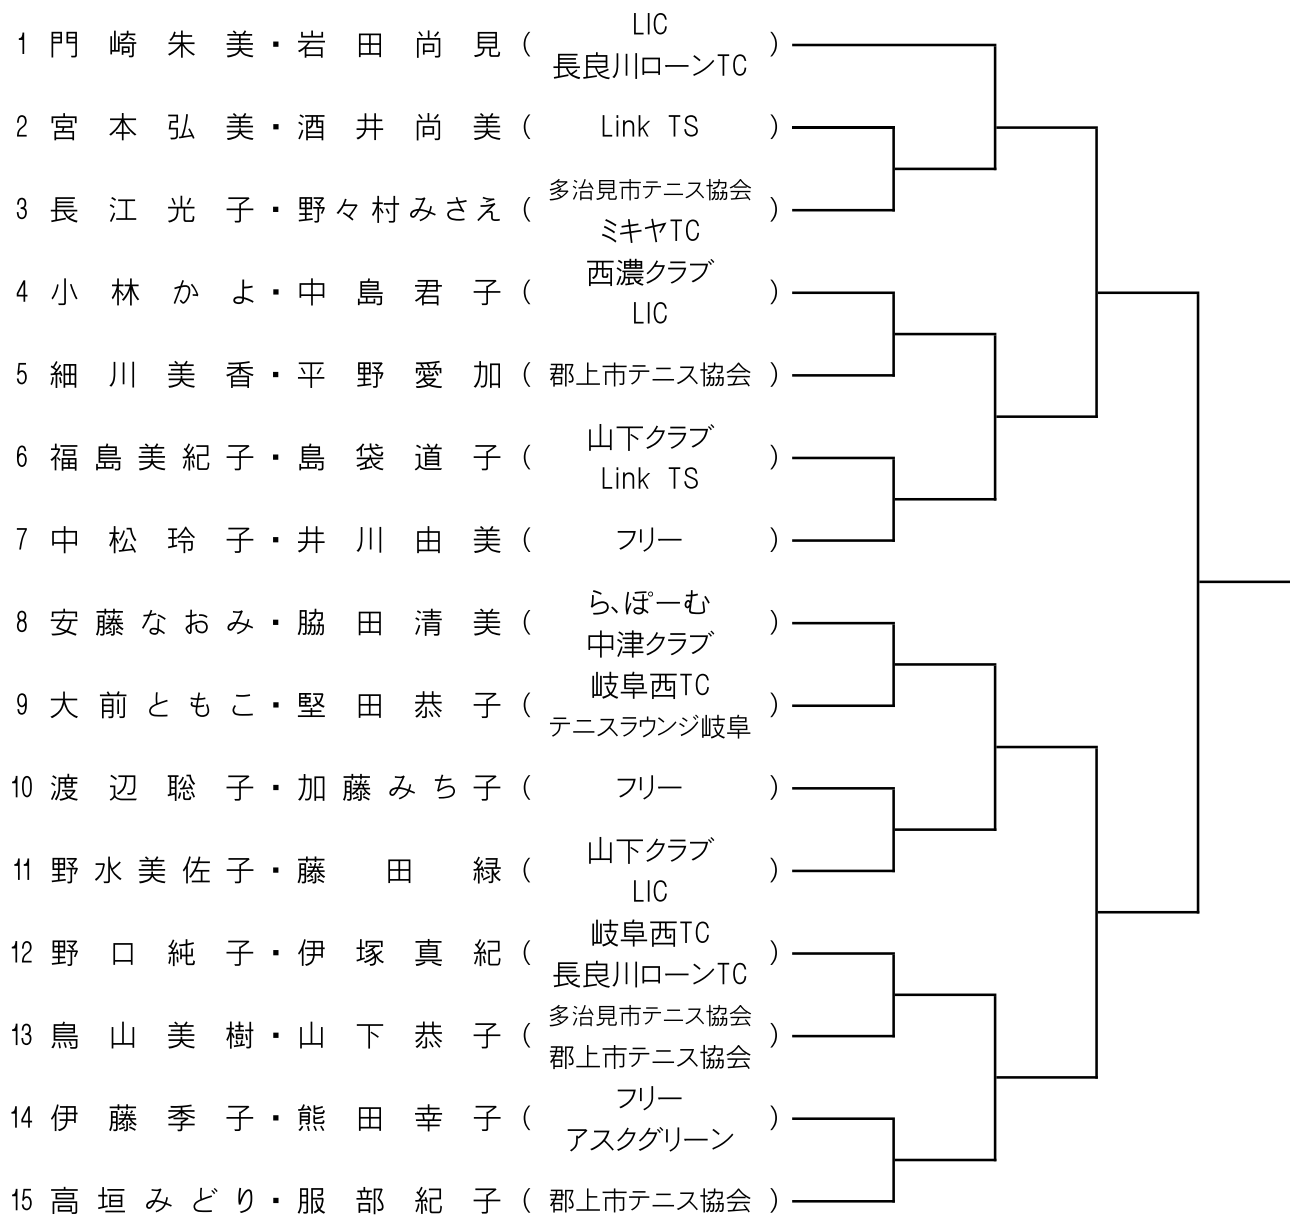 1 門崎朱美・岩田尚見 ( LIC 長良川ローンTC )
2 宮本弘美・酒井尚美 ( Link TS )
3 長江光子・野々村みさえ ( 多治見市テニス協会 ミキヤTC )
4 小林かよ・中島君子 ( 西濃クラブ LIC )
5 細川美香・平野愛加 ( 郡上市テニス協会 )
6 福島美紀子・島袋道子 ( 山下クラブ Link TS )
7 中松玲子・井川由美 ( フリー )
8 安藤なおみ・脇田清美 ( ら、ぽーむ 中津クラブ )
9 大前ともこ・堅田恭子 ( 岐阜西TC テニスラウンジ岐阜 )
10 渡辺聡子・加藤みち子 ( フリー )
11 野水美佐子・藤田緑 ( 山下クラブ LIC )
12 野口純子・伊塚真紀 ( 岐阜西TC 長良川ローンTC )
13 鳥山美樹・山下恭子 ( 多治見市テニス協会 郡上市テニス協会 )
14 伊藤季子・熊田幸子 ( フリー アスクグリーン )
15 高垣みどり・服部紀子 ( 郡上市テニス協会 )